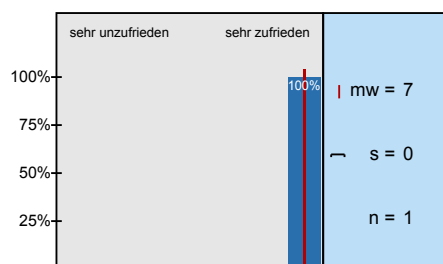 sehr unzufrieden sehr zufrieden
100%
100%
mw = 7
75%
50%
s = 0
25%
n = 1